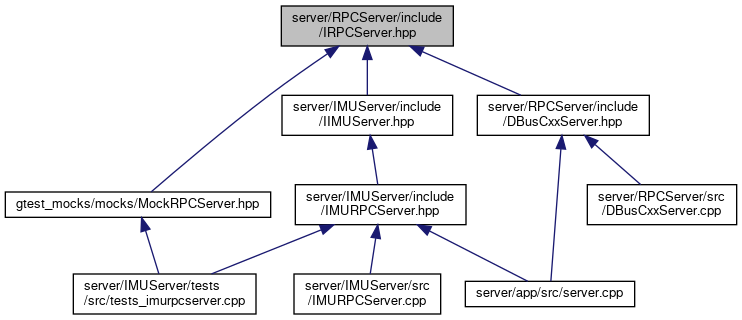 server/RPCServer/include
/IRPCServer.hpp
server/IMUServer/include
/IIMUServer.hpp
server/RPCServer/include
/DBusCxxServer.hpp
gtest_mocks/mocks/MockRPCServer.hpp
server/IMUServer/include
/IMURPCServer.hpp
server/RPCServer/src
/DBusCxxServer.cpp
server/IMUServer/tests
/src/tests_imurpcserver.cpp
server/IMUServer/src
/IMURPCServer.cpp
server/app/src/server.cpp